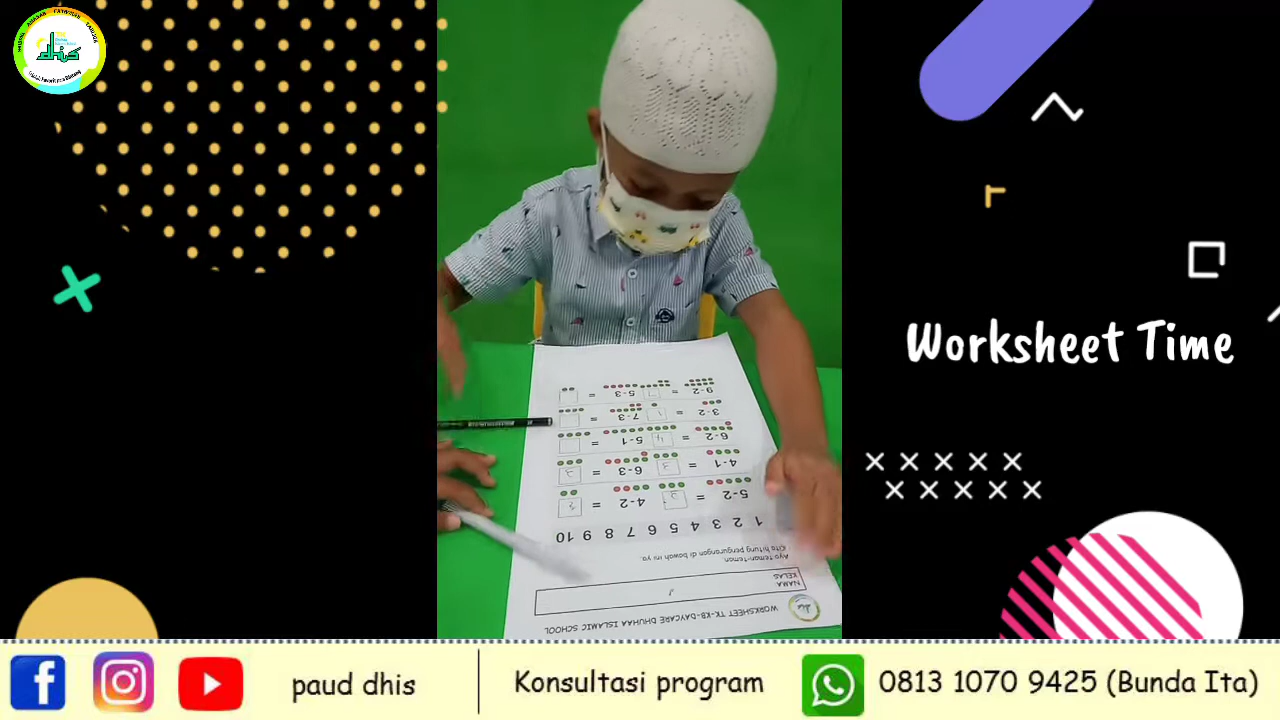 dhis
Worksheet Time
WORKSHEET TK-KB-DAYCARE DHUHAA ISLAMIC SCHOOL
NAMA
KELAS
Ayo teman-teman
Kita hitung pengurangan di bawah ini ya.
1 2 3 4 5 6 7 8 9 10
5-2 = 4-2 =
4-1 = 6-3 =
6-2 = 5-1 =
3-2 = 7-3 =
9-2 = 5-3 =
paud dhis
Konsultasi program
0813 1070 9425 (Bunda Ita)